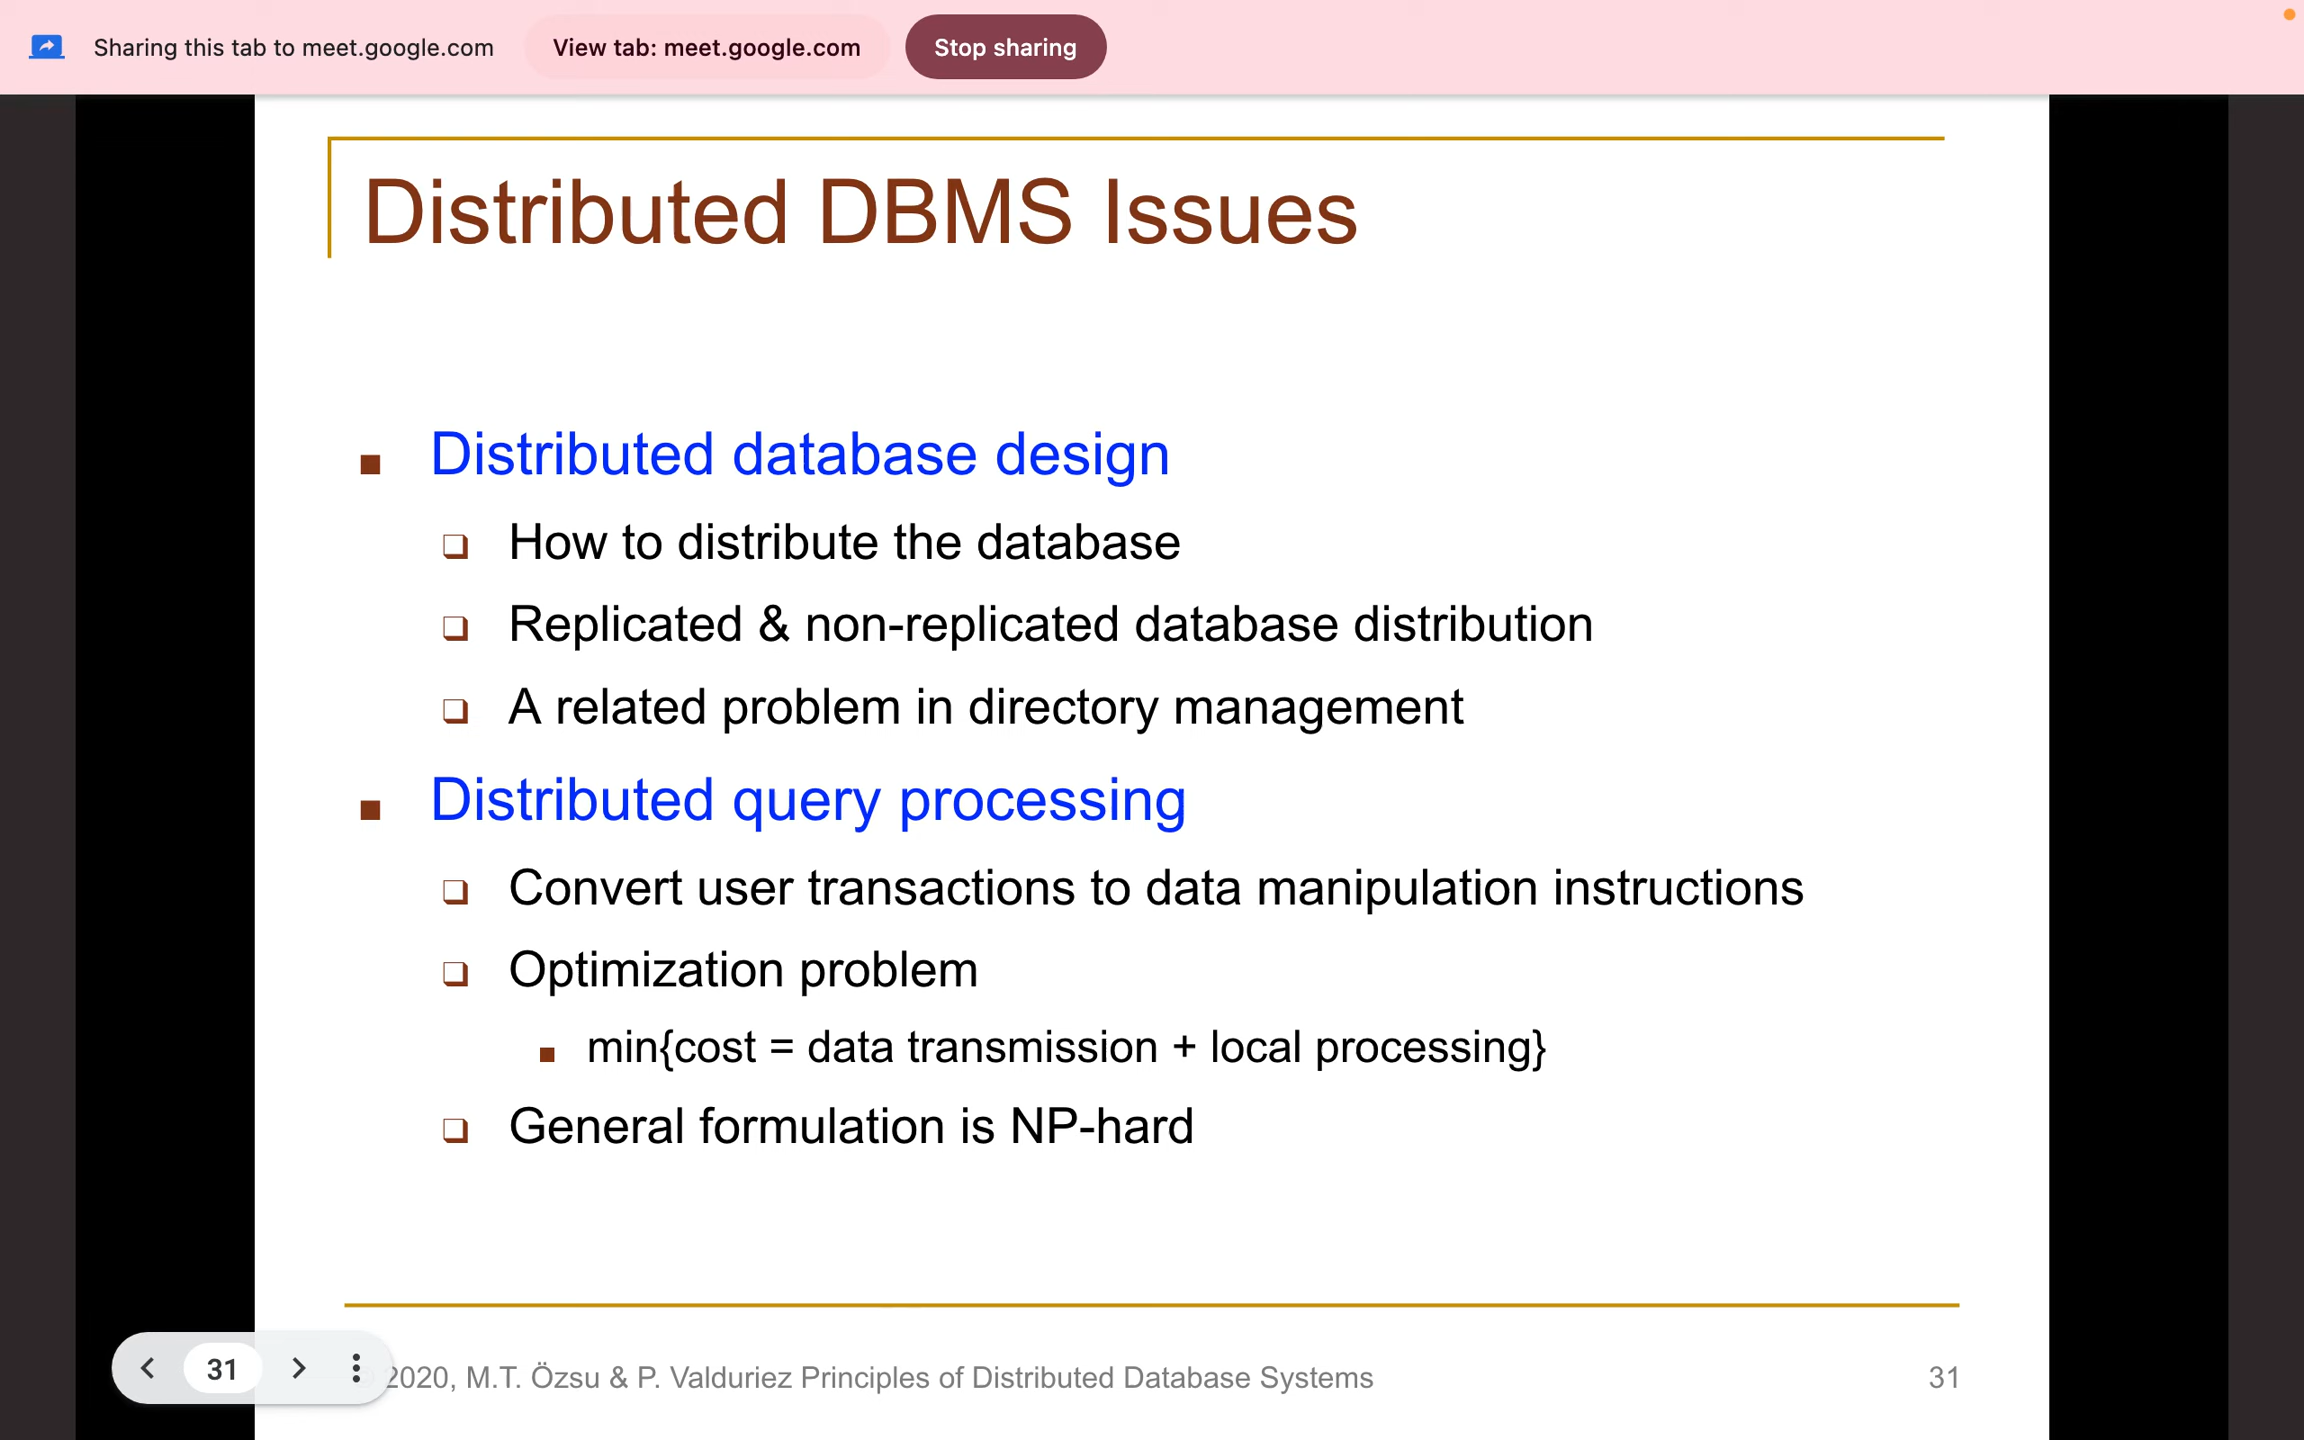 Sharing this tab to meet.google.com
View tab: meet.google.com
Stop sharing
Distributed DBMS Issues
Distributed database design
How to distribute the database
Replicated & non-replicated database distribution
A related problem in directory management
Distributed query processing
Convert user transactions to data manipulation instructions
Optimization problem
min{cost = data transmission + local processing}
General formulation is NP-hard
31
2020, M.T. Özsu & P. Valduriez Principles of Distributed Database Systems
31